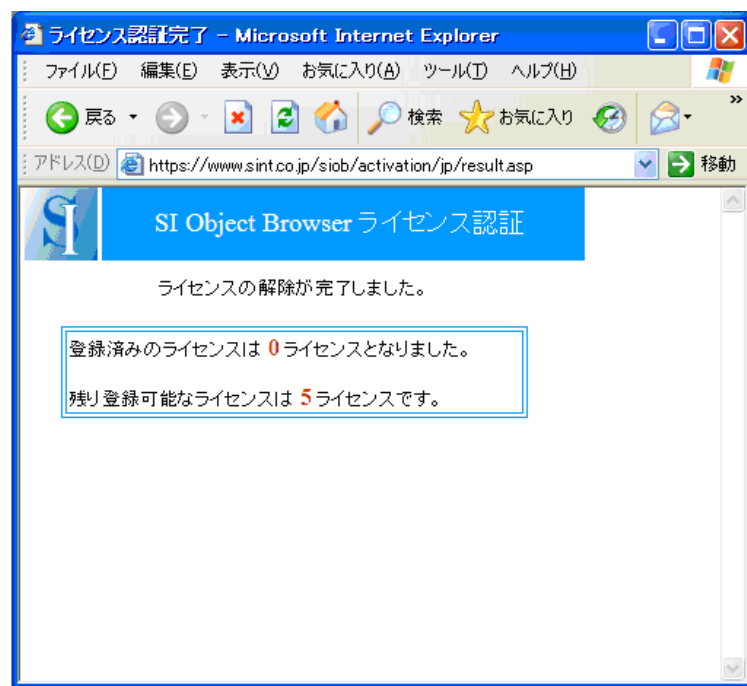 ライセンス認証完了 - Microsoft Internet Explorer
ファイル(F) 編集(E) 表示(V) お気に入り(A) ツール(T) ヘルプ(H)
戻る 検索 お気に入り »
アドレス(D) https://www.sint.co.jp/siob/activation/jp/result.asp 移動
SI SI Object Browser ライセンス認証
ライセンスの解除が完了しました。
登録済みのライセンスは 0 ライセンスとなりました。
残り登録可能なライセンスは 5 ライセンスです。